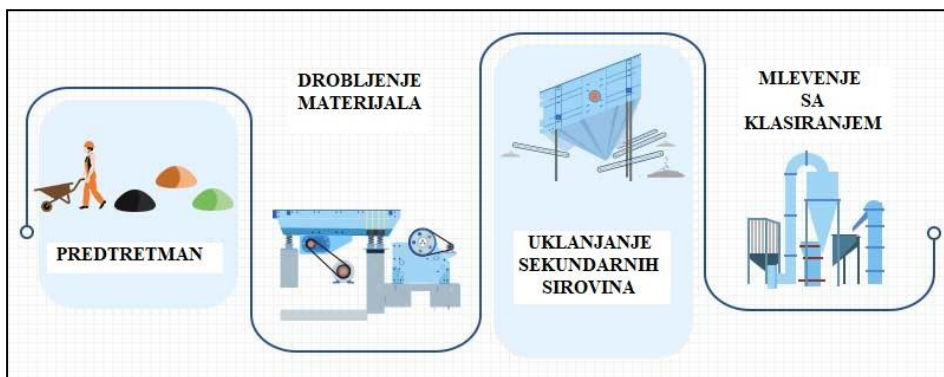 PREDTRETMAN
DROBLJENJE
MATERIJALA
UKLANJANJE
SEKUNDARNIH
SIROVINA
MLEVENJE
SA
KLASIRANJEM